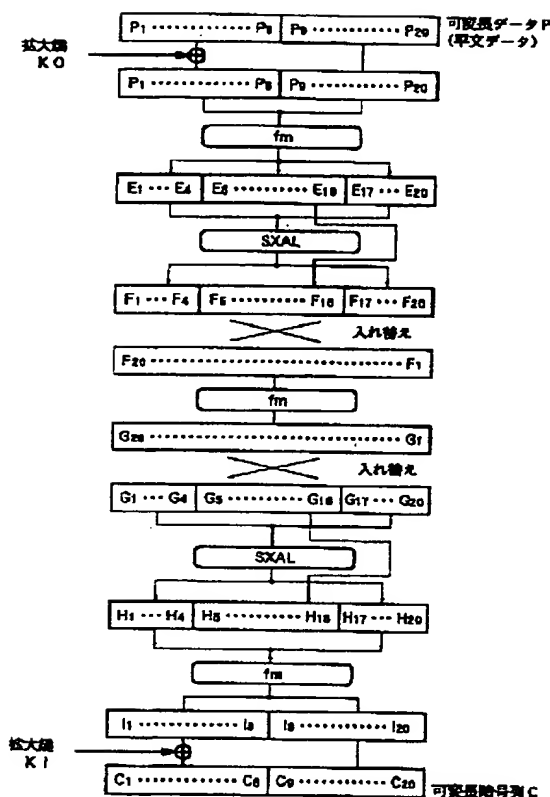 P1 ‥‥‥‥ P8 P9 ‥‥‥‥ P20 可変長データP
(平文データ)
拡大鍵
K0
P1 ‥‥‥‥ P8 P9 ‥‥‥‥ P20
fm
E1 ‥‥ E4 E5 ‥‥‥‥ E16 E17 ‥‥ E20
SXAL
F1 ‥‥ F4 F5 ‥‥‥‥ F16 F17 ‥‥ F20
入れ替え
F20 ‥‥‥‥ F1
fm
G20 ‥‥‥‥ G1
入れ替え
G1 ‥‥ G4 G5 ‥‥‥‥ G16 G17 ‥‥ G20
SXAL
H1 ‥‥ H4 H5 ‥‥‥‥ H16 H17 ‥‥ H20
fm
I1 ‥‥‥‥ I8 I9 ‥‥‥‥ I20
拡大鍵
KI
C1 ‥‥‥‥ C8 C9 ‥‥‥‥ C20
可変長暗号列C